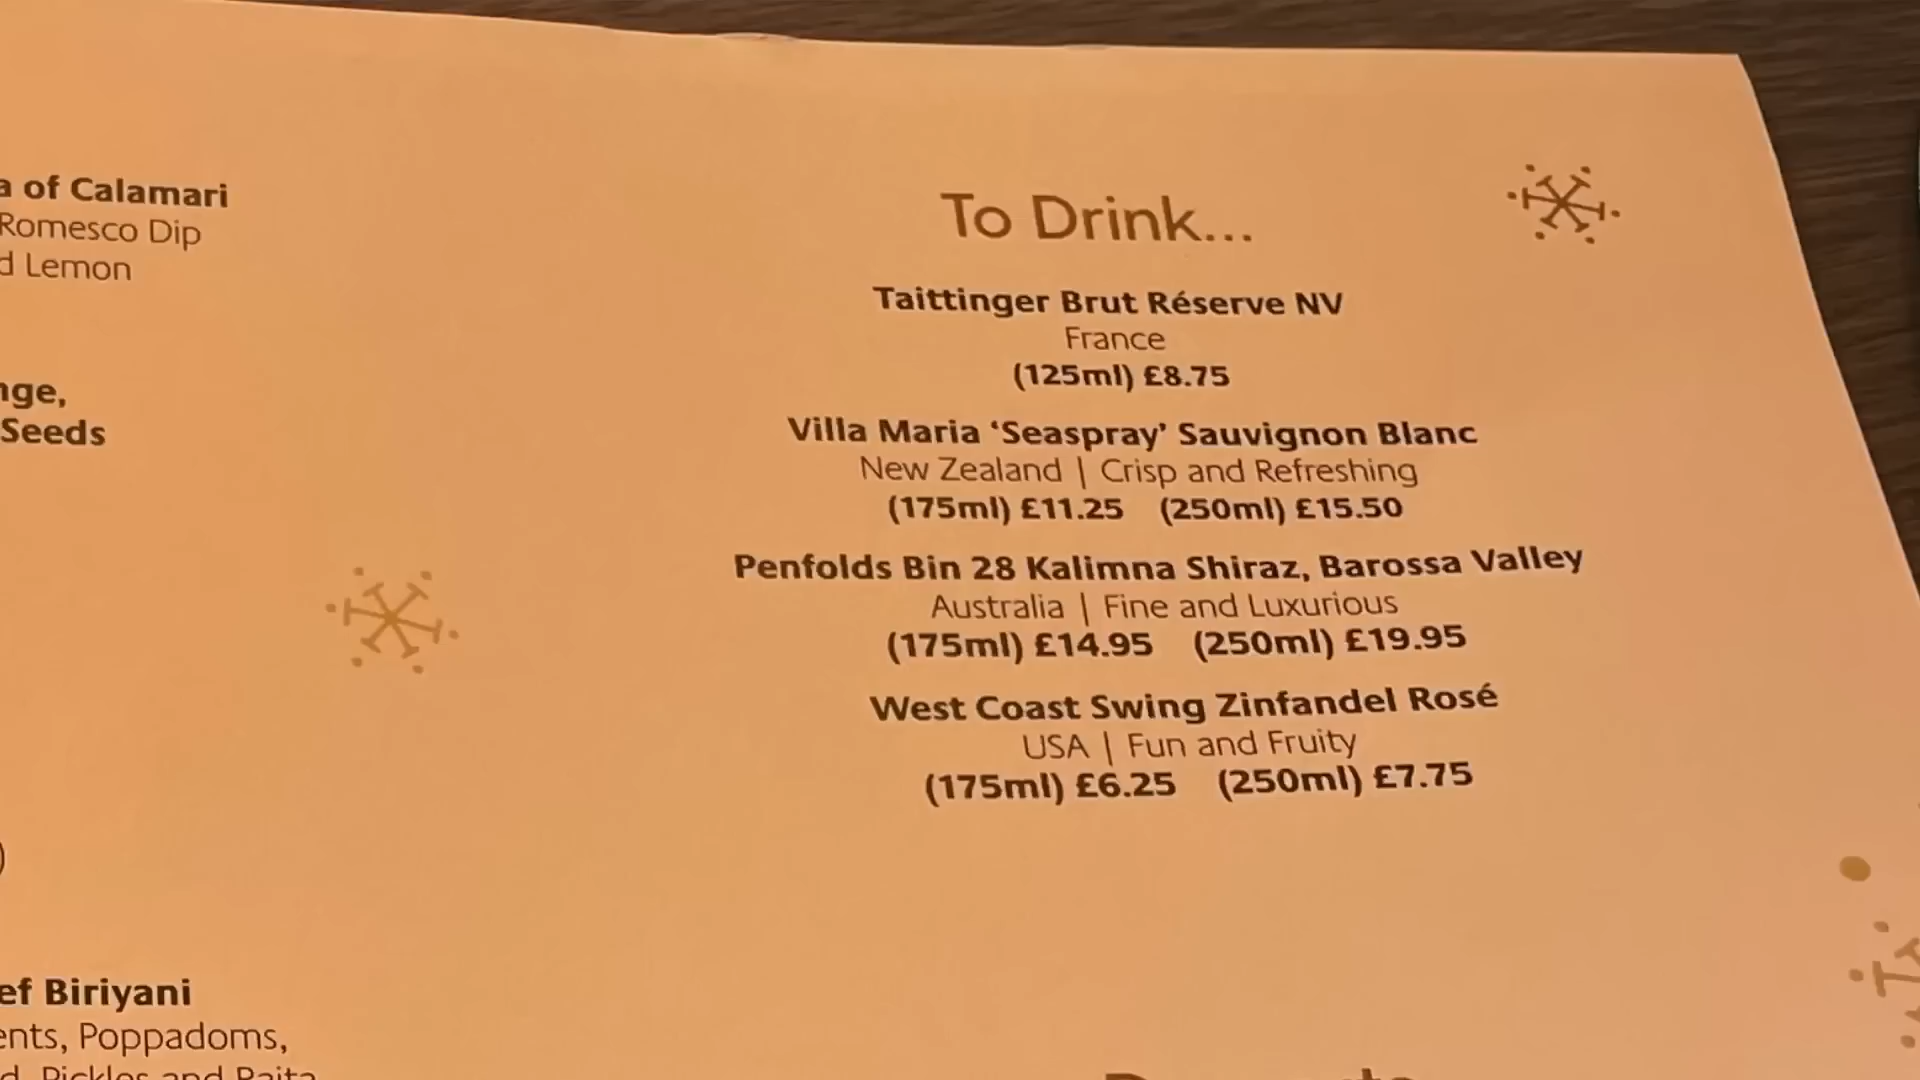 of Calamari
Romesco Dip
Lemon
Seeds
Biriyani
Poppadoms,
Pickles and Raita
To Drink...
Taittinger Brut Réserve NV
France
(125ml) £8.75
Villa Maria ‘Seaspray’ Sauvignon Blanc
New Zealand | Crisp and Refreshing
(175ml) £11.25 (250ml) £15.50
Penfolds Bin 28 Kalimna Shiraz, Barossa Valley
Australia | Fine and Luxurious
(175ml) £14.95 (250ml) £19.95
West Coast Swing Zinfandel Rosé
USA | Fun and Fruity
(175ml) £6.25 (250ml) £7.75